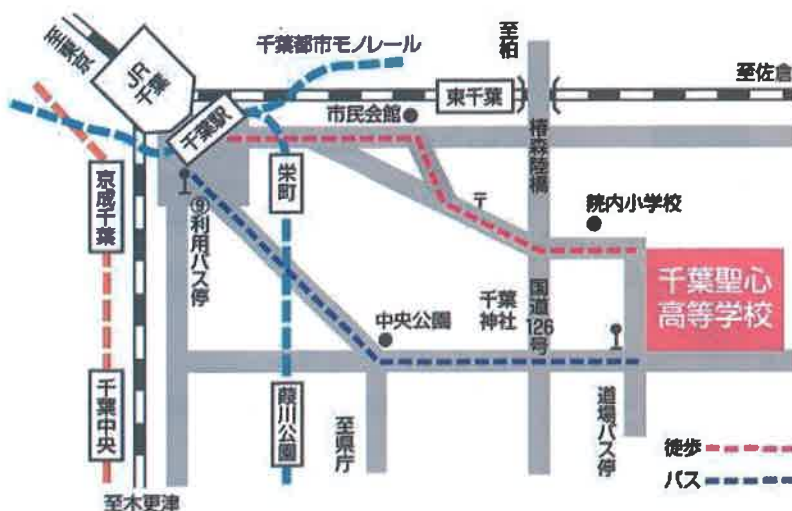 至東京
JR
千葉
千葉都市モノレール
千葉駅
至柏
至佐倉
東千葉
市民会館
椿森陸橋
京成千葉
⑨利用バス停
栄町
〒
院内小学校
千葉聖心
高等学校
千葉
神社
国道126号
中央公園
千葉中央
葭川公園
至県庁
道場バス停
徒歩
バス
至木更津